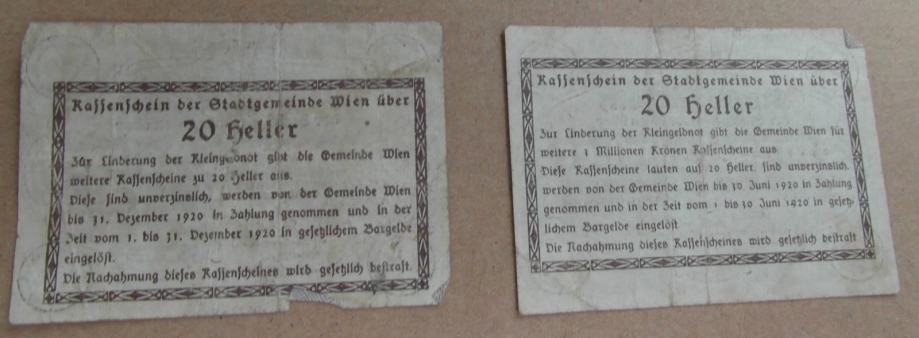 Kassenschein der Stadtgemeinde Wien über
20 Heller
Zur Linderung der Kleingeldnot gibt die Gemeinde Wien
weitere Kassenscheine zu 20 Heller aus.
Diese sind unverzinslich, werden von der Gemeinde Wien
bis 31. Dezember 1920 in Zahlung genommen und in der
Zeit vom 1. bis 31. Dezember 1920 in gesetzlichem Bargelde
eingelöst.
Die Nachahmung dieses Kassenscheines wird gesetzlich bestraft.
Kassenschein der Stadtgemeinde Wien über
20 Heller
Zur Linderung der Kleingeldnot gibt die Gemeinde Wien für
weitere 1 Millionen Kronen Kassenscheine aus.
Diese Kassenscheine lauten auf 20 Heller, sind unverzinslich,
werden von der Gemeinde Wien bis 30 Juni 1920 in Zahlung
genommen und in der Zeit vom 1 bis 30 Juni 1920 in gesetz-
lichem Bargelde eingelöst
Die Nachahmung dieses Kassenscheines wird gesetzlich bestraft